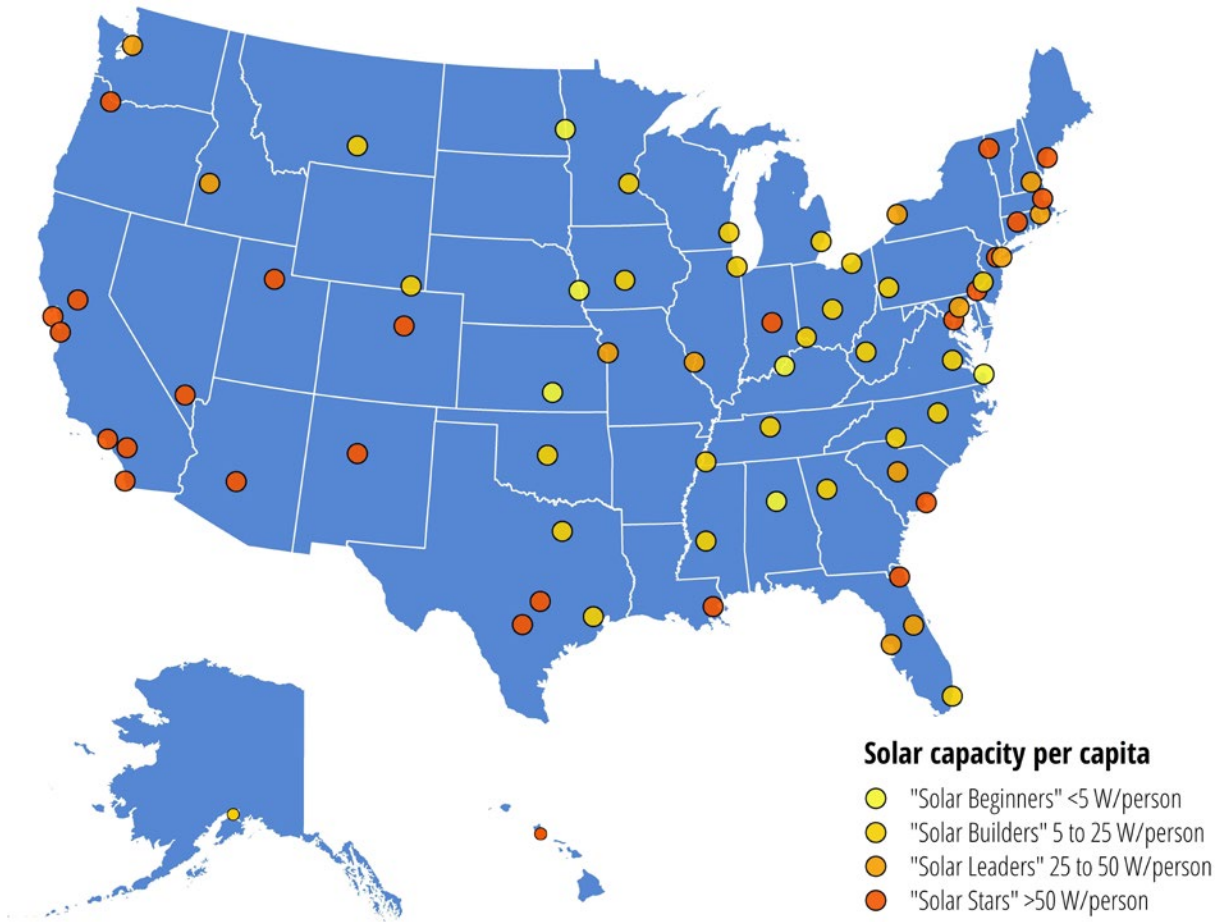 Solar capacity per capita
"Solar Beginners" <5 W/person
"Solar Builders" 5 to 25 W/person
"Solar Leaders" 25 to 50 W/person
"Solar Stars" >50 W/person